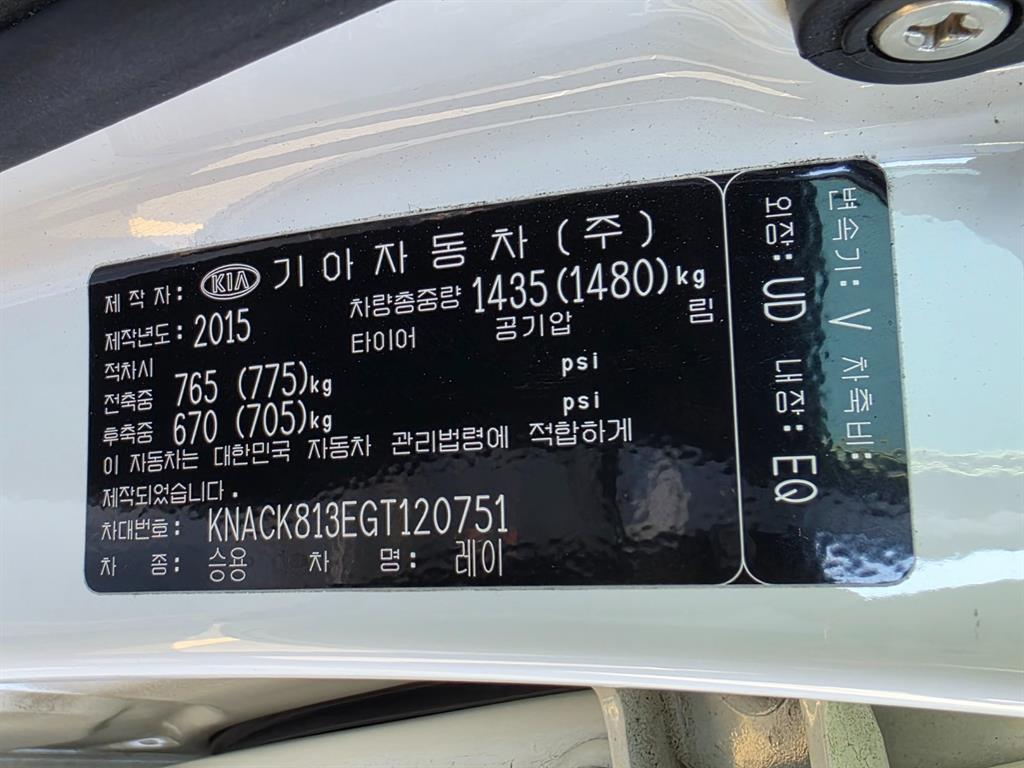 제작자: KIA 기아자동차(주)
제작년도: 2015 차량총중량 1435(1480)kg
적차시 타이어 공기압 림
전축중 765 (775)kg psi
후축중 670 (705)kg psi
이 자동차는 대한민국 자동차 관리법령에 적합하게
제작되었습니다.
차대번호: KNACK813EGT120751
차 종: 승용 차 명: 레이
변속기: V 차축비:
외장: UD 내장: EQ